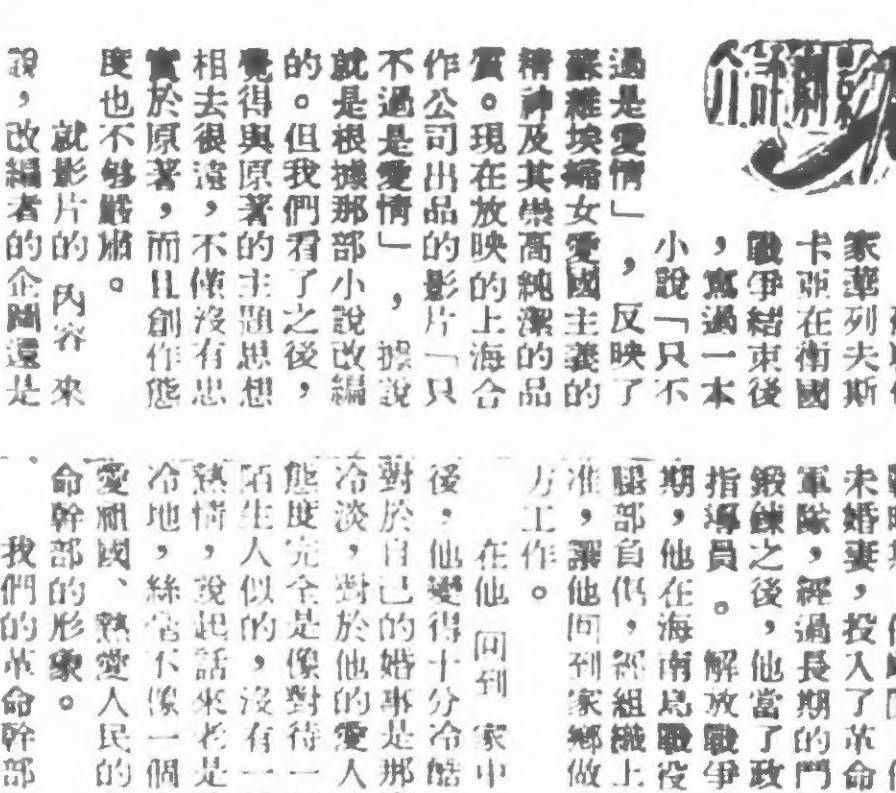 影劇評介
家華列夫斯
卡亞在衛國
戰爭結束後
，寫過一本
小說「只不
過是愛情」，反映了
蘇維埃婦女愛國主義的
精神及其崇高純潔的品
質。現在放映的上海合
作公司出品的影片「只
不過是愛情」，據說
就是根據那部小說改編
的。但我們看了之後，
覺得與原著的主題思想
相去很遠，不僅沒有忠
實於原著，而且創作態
度也不够嚴肅。
就影片的內容來
說，改編者的企圖還是
未婚妻，投入了革命
軍隊，經過長期的鬥
鍛鍊之後，他當了政
指導員。解放戰爭
期，他在海南島戰役
腿部負傷，經組織上
准，讓他回到家鄉做
方工作。
在他回到家中
後，他變得十分冷酷
對於自己的婚事是那
冷淡，對於他的愛人
態度完全是像對待一
陌生人似的，沒有一
熱情，說起話來老是
冷地，絲毫不像一個
愛祖國、熱愛人民的
命幹部的形象。
我們的革命幹部